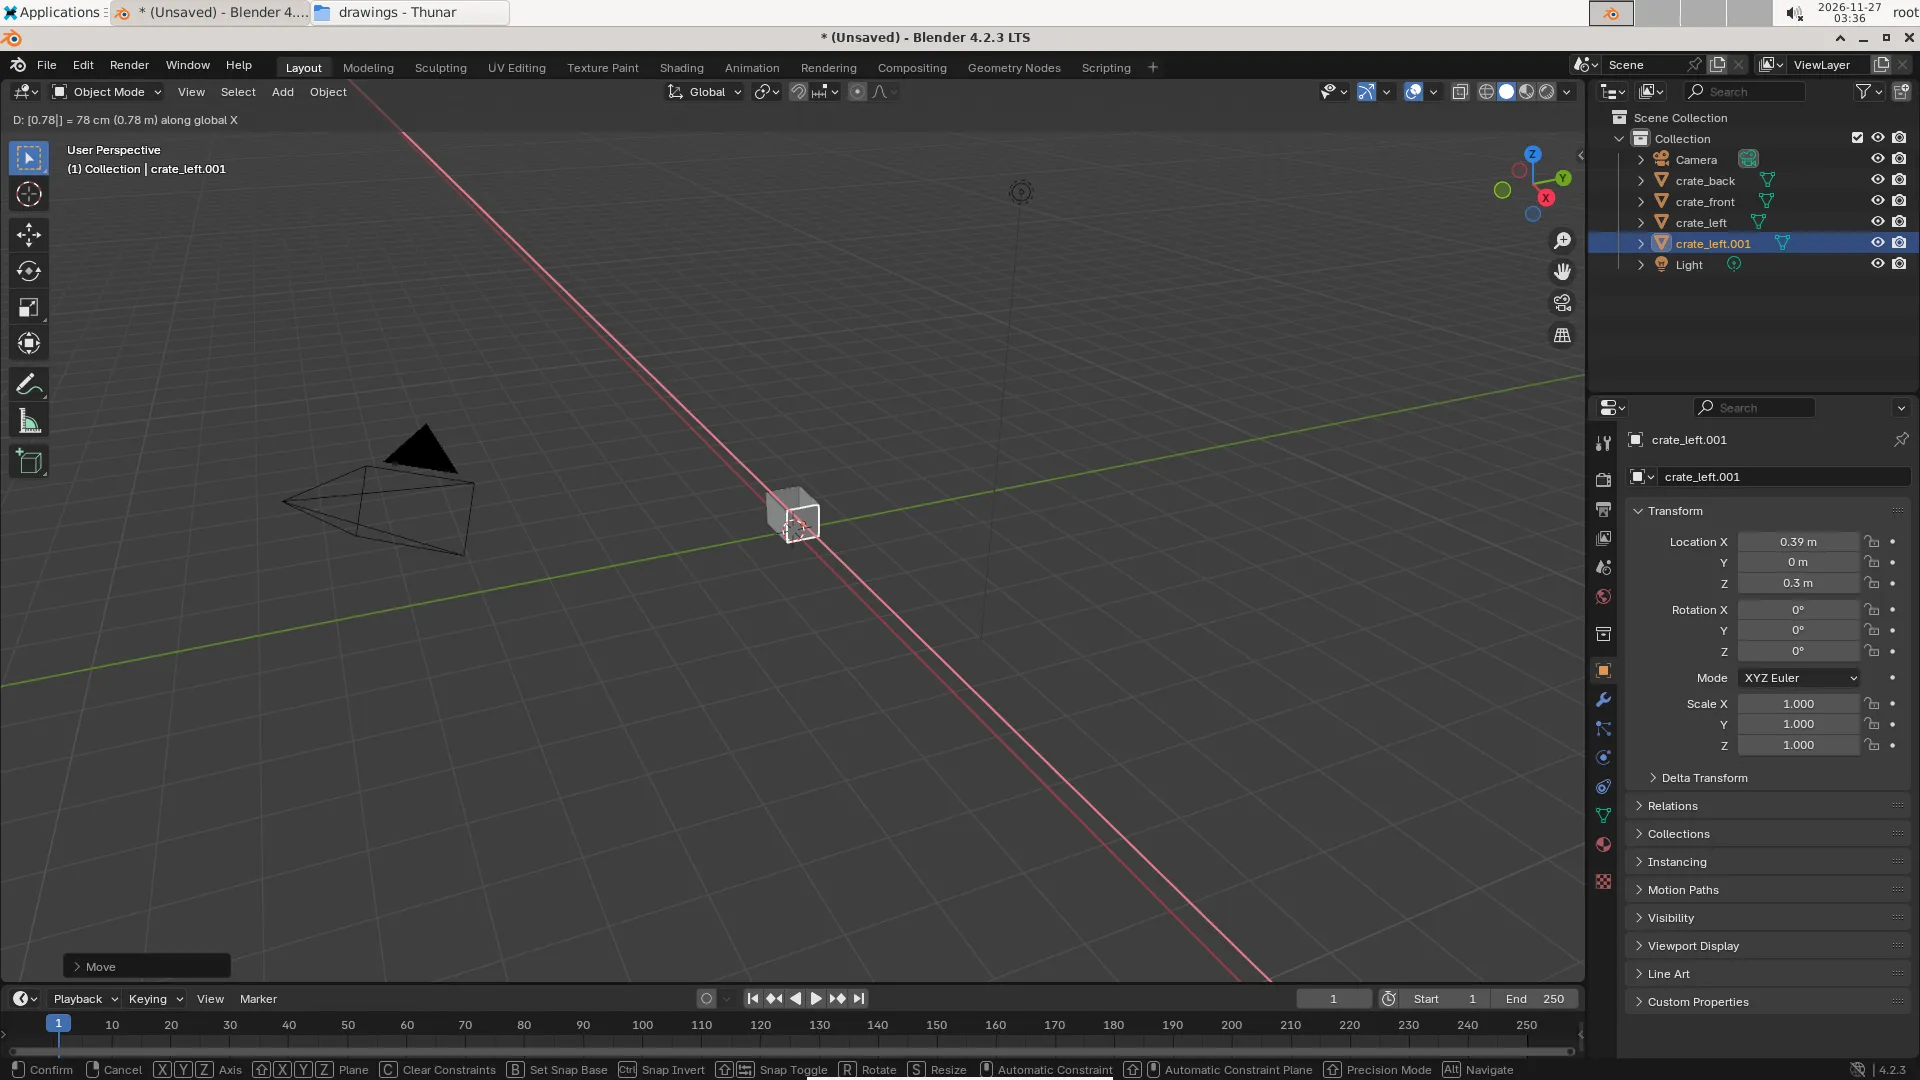 Applications
* (Unsaved) - Blender 4....
drawings - Thunar
2026-11-27
03:36
root
* (Unsaved) - Blender 4.2.3 LTS
File Edit Render Window Help
Layout Modeling Sculpting UV Editing Texture Paint Shading Animation Rendering Compositing Geometry Nodes Scripting
Scene
ViewLayer
Object Mode View Select Add Object
Global
Search
D: [0.78|] = 78 cm (0.78 m) along global X
User Perspective
(1) Collection | crate_left.001
Z
Y
X
Scene Collection
Collection
Camera
crate_back
crate_front
crate_left
crate_left.001
Light
Search
crate_left.001
crate_left.001
Transform
Location X 0.39 m
Y 0 m
Z 0.3 m
Rotation X 0°
Y 0°
Z 0°
Mode XYZ Euler
Scale X 1.000
Y 1.000
Z 1.000
Delta Transform
Relations
Collections
Instancing
Motion Paths
Visibility
Viewport Display
Line Art
Custom Properties
Move
Playback Keying View Marker
1
Start 1
End 250
1 10 20 30 40 50 60 70 80 90 100 110 120 130 140 150 160 170 180 190 200 210 220 230 240 250
Confirm Cancel X Y Z Axis X Y Z Plane C Clear Constraints B Set Snap Base Ctrl Snap Invert Snap Toggle R Rotate S Resize Automatic Constraint Automatic Constraint Plane Precision Mode Alt Navigate
4.2.3